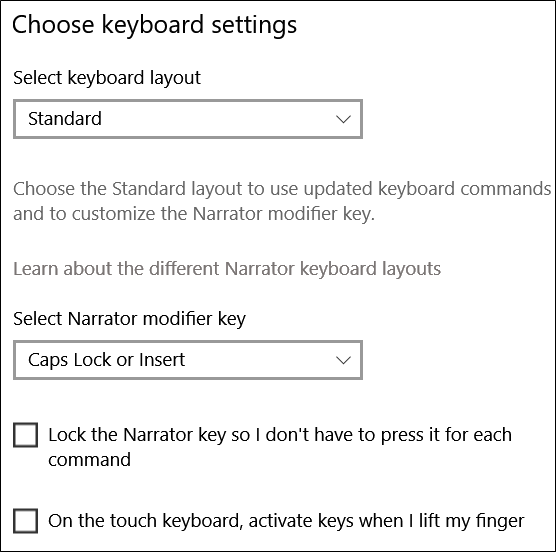 Choose keyboard settings
Select keyboard layout
Standard
Choose the Standard layout to use updated keyboard commands
and to customize the Narrator modifier key.
Learn about the different Narrator keyboard layouts
Select Narrator modifier key
Caps Lock or Insert
Lock the Narrator key so I don't have to press it for each
command
On the touch keyboard, activate keys when I lift my finger